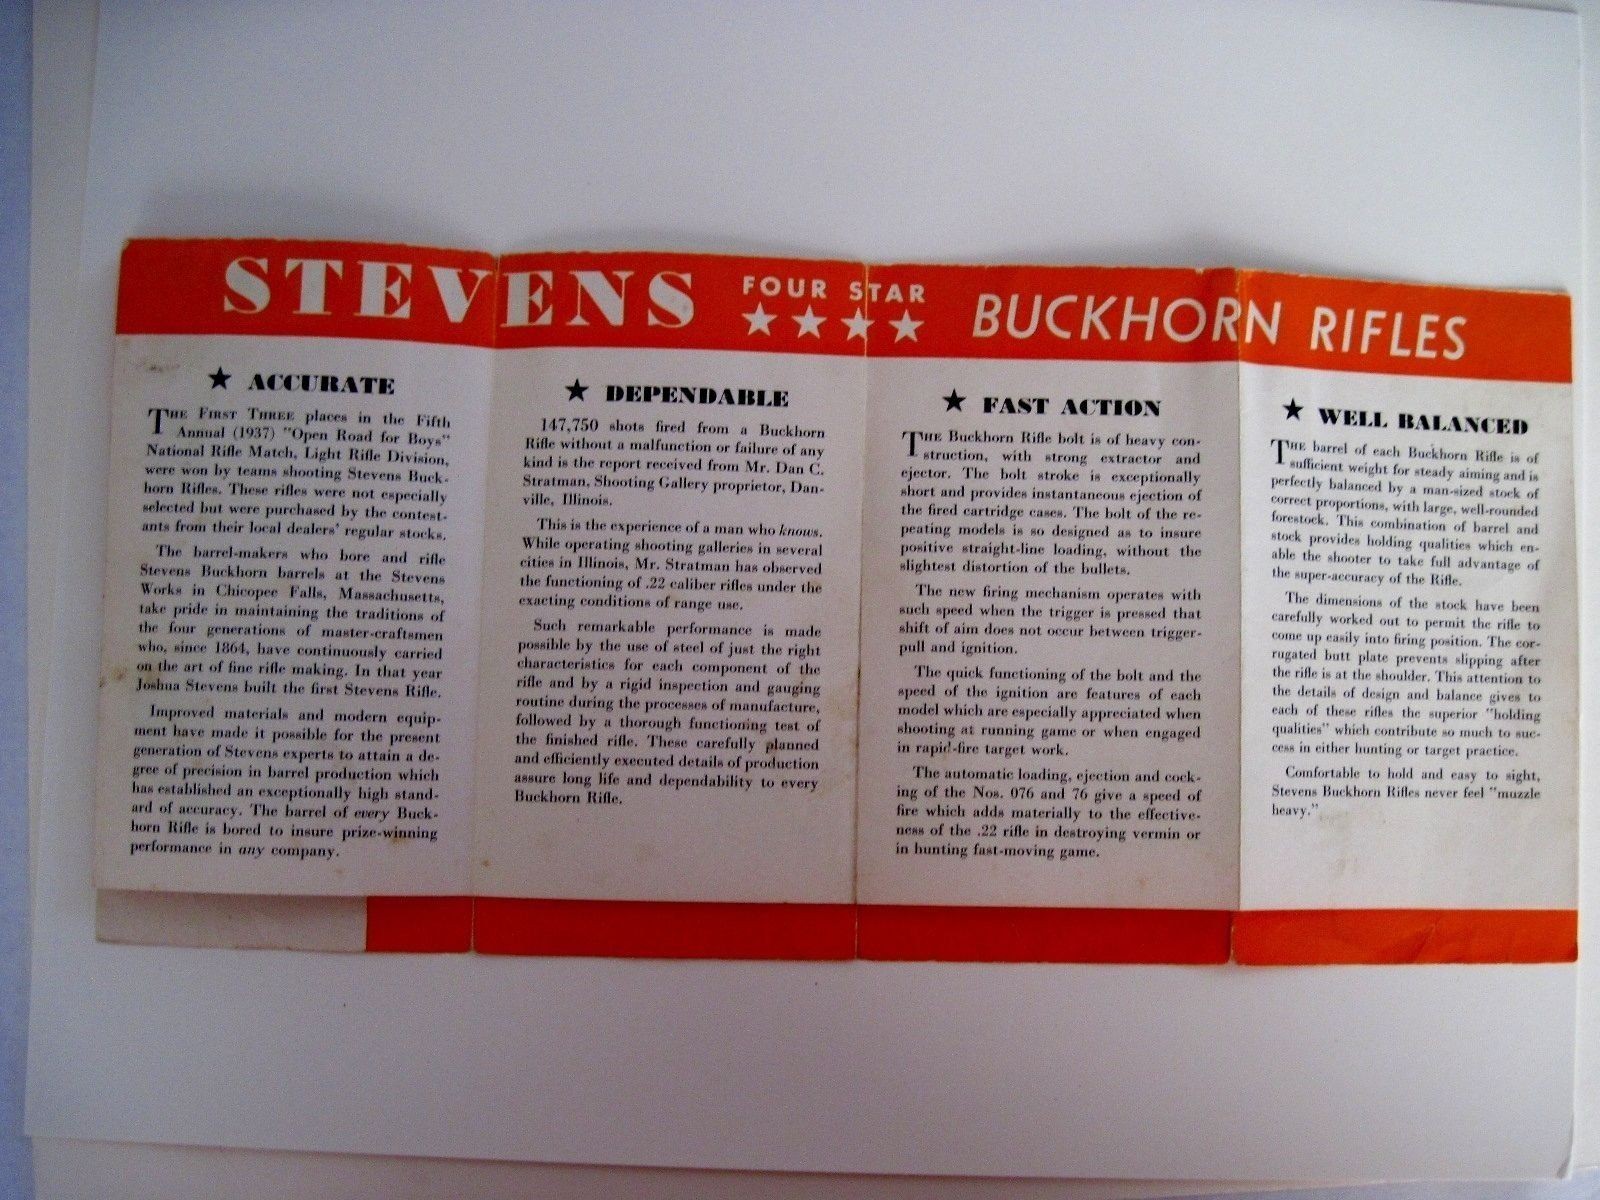 STEVENS FOUR STAR BUCKHORN RIFLES
★ ★ ★ ★
★ ACCURATE
THE FIRST THREE places in the Fifth
Annual (1937) "Open Road for Boys"
National Rifle Match, Light Rifle Division,
were won by teams shooting Stevens Buck-
horn Rifles. These rifles were not especially
selected but were purchased by the contest-
ants from their local dealers' regular stocks.
The barrel-makers who bore and rifle
Stevens Buckhorn barrels at the Stevens
Works in Chicopee Falls, Massachusetts,
take pride in maintaining the traditions of
the four generations of master-craftsmen
who, since 1864, have continuously carried
on the art of fine rifle making. In that year
Joshua Stevens built the first Stevens Rifle.
Improved materials and modern equip-
ment have made it possible for the present
generation of Stevens experts to attain a de-
gree of precision in barrel production which
has established an exceptionally high stand-
ard of accuracy. The barrel of every Buck-
horn Rifle is bored to insure prize-winning
performance in any company.
★ DEPENDABLE
147,750 shots fired from a Buckhorn
Rifle without a malfunction or failure of any
kind is the report received from Mr. Dan C.
Stratman, Shooting Gallery proprietor, Dan-
ville, Illinois.
This is the experience of a man who knows.
While operating shooting galleries in several
cities in Illinois, Mr. Stratman has observed
the functioning of .22 caliber rifles under the
exacting conditions of range use.
Such remarkable performance is made
possible by the use of steel of just the right
characteristics for each component of the
rifle and by a rigid inspection and gauging
routine during the processes of manufacture,
followed by a thorough functioning test of
the finished rifle. These carefully planned
and efficiently executed details of production
assure long life and dependability to every
Buckhorn Rifle.
★ FAST ACTION
THE Buckhorn Rifle bolt is of heavy con-
struction, with strong extractor and
ejector. The bolt stroke is exceptionally
short and provides instantaneous ejection of
the fired cartridge cases. The bolt of the re-
peating models is so designed as to insure
positive straight-line loading, without the
slightest distortion of the bullets.
The new firing mechanism operates with
such speed when the trigger is pressed that
shift of aim does not occur between trigger-
pull and ignition.
The quick functioning of the bolt and the
speed of the ignition are features of each
model which are especially appreciated when
shooting at running game or when engaged
in rapid-fire target work.
The automatic loading, ejection and cock-
ing of the Nos. 076 and 76 give a speed of
fire which adds materially to the effective-
ness of the .22 rifle in destroying vermin or
in hunting fast-moving game.
★ WELL BALANCED
THE barrel of each Buckhorn Rifle is of
sufficient weight for steady aiming and is
perfectly balanced by a man-sized stock of
correct proportions, with large, well-rounded
forestock. This combination of barrel and
stock provides holding qualities which en-
able the shooter to take full advantage of
the super-accuracy of the Rifle.
The dimensions of the stock have been
carefully worked out to permit the rifle to
come up easily into firing position. The cor-
rugated butt plate prevents slipping after
the rifle is at the shoulder. This attention to
the details of design and balance gives to
each of these rifles the superior "holding
qualities" which contribute so much to suc-
cess in either hunting or target practice.
Comfortable to hold and easy to sight,
Stevens Buckhorn Rifles never feel "muzzle
heavy."